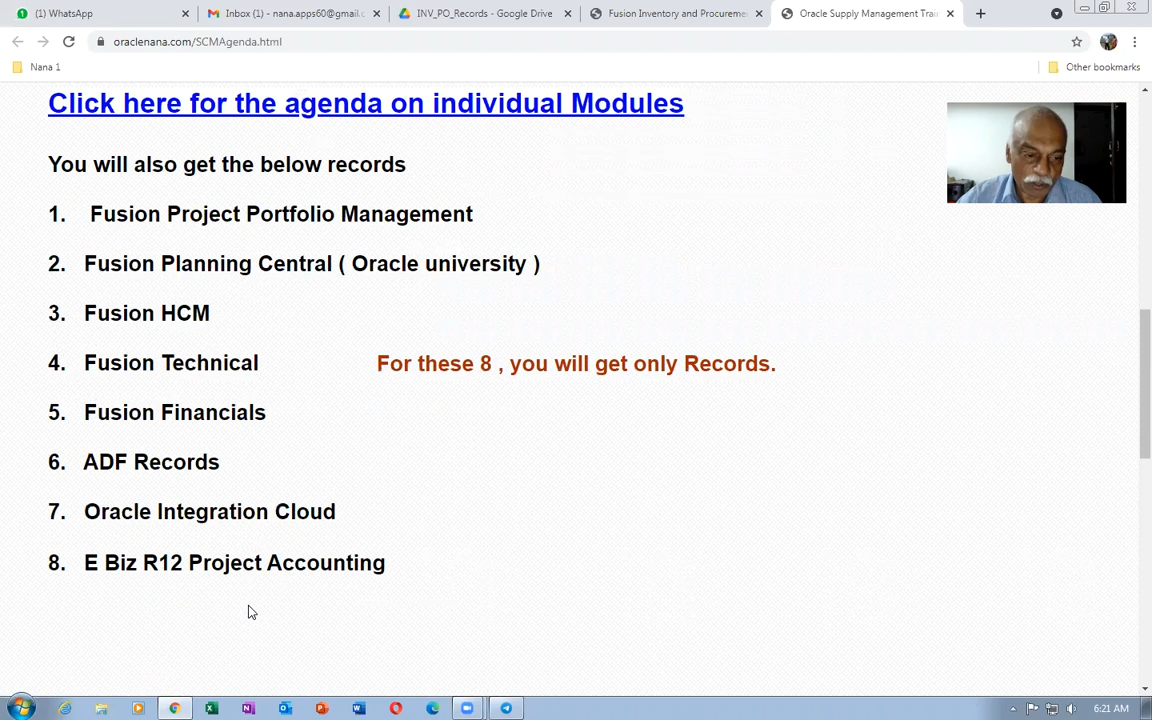 (1) WhatsApp
Inbox (1) - nana.apps60@gmail.c
INV_PO_Records - Google Drive
Fusion Inventory and Procureme
Oracle Supply Management Trai
oraclenana.com/SCMAgenda.html
Nana 1
Other bookmarks
Click here for the agenda on individual Modules
You will also get the below records
1. Fusion Project Portfolio Management
2. Fusion Planning Central ( Oracle university )
3. Fusion HCM
4. Fusion Technical
For these 8 , you will get only Records.
5. Fusion Financials
6. ADF Records
7. Oracle Integration Cloud
8. E Biz R12 Project Accounting
6:21 AM